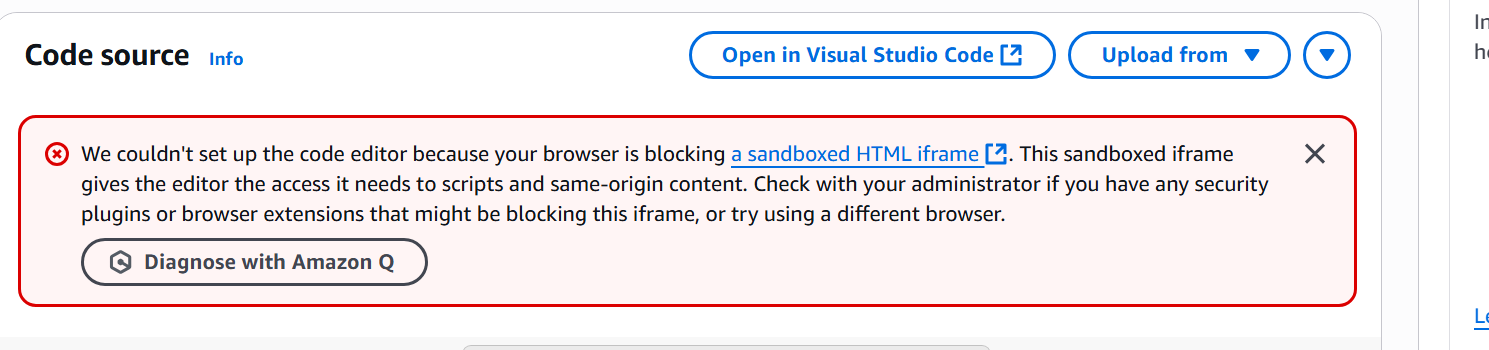 Code source Info Open in Visual Studio Code Upload from
We couldn't set up the code editor because your browser is blocking a sandboxed HTML iframe . This sandboxed iframe
gives the editor the access it needs to scripts and same-origin content. Check with your administrator if you have any security
plugins or browser extensions that might be blocking this iframe, or try using a different browser.
Diagnose with Amazon Q